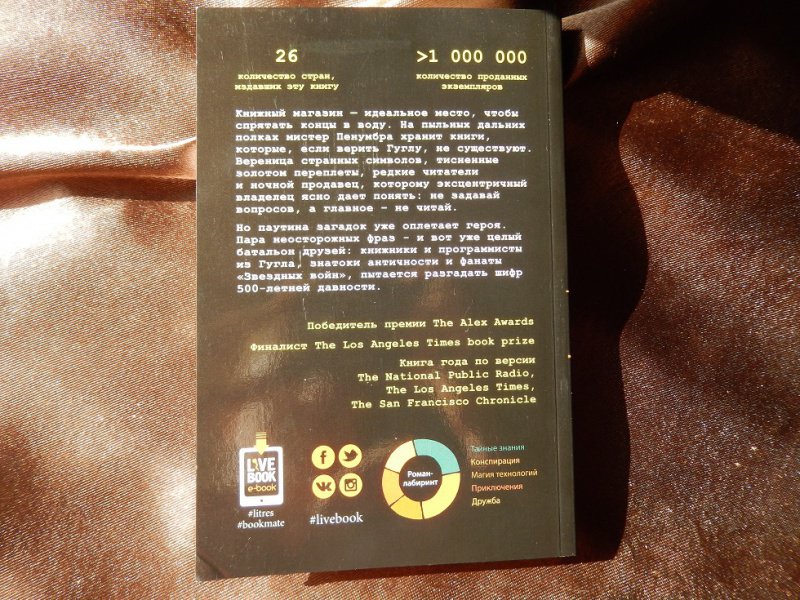 26
количество стран,
издавших эту книгу
>1 000 000
количество проданных
экземпляров
Книжный магазин — идеальное место, чтобы
спрятать концы в воду. На пыльных дальних
полках мистер Пенумбра хранит книги,
которые, если верить Гуглу, не существуют.
Вереница странных символов, тисненные
золотом переплеты, редкие читатели
и ночной продавец, которому эксцентричный
владелец ясно дает понять: не задавай
вопросов, а главное – не читай.
Но паутина загадок уже оплетает героя.
Пара неосторожных фраз - и вот уже целый
батальон друзей: книжники и программисты
из Гугла, знатоки античности и фанаты
«Звездных войн», пытается разгадать шифр
500-летней давности.
Победитель премии The Alex Awards
Финалист The Los Angeles Times book prize
Книга года по версии
The National Public Radio,
The Los Angeles Times,
The San Francisco Chronicle
LIVE
BOOK
e-book
#litres
#bookmate
#livebook
Роман-
лабиринт
Тайные знания
Конспирация
Магия технологий
Приключения
Дружба